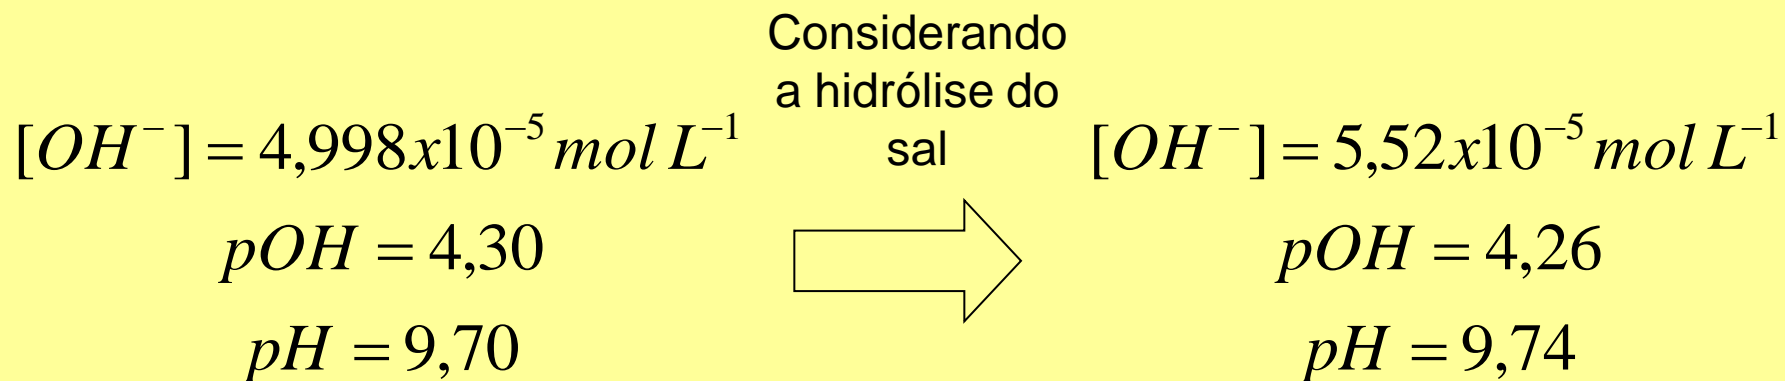 Considerando
a hidrólise do
sal
[OH⁻] = 4,998x10⁻⁵ mol L⁻¹
pOH = 4,30
pH = 9,70
[OH⁻] = 5,52x10⁻⁵ mol L⁻¹
pOH = 4,26
pH = 9,74